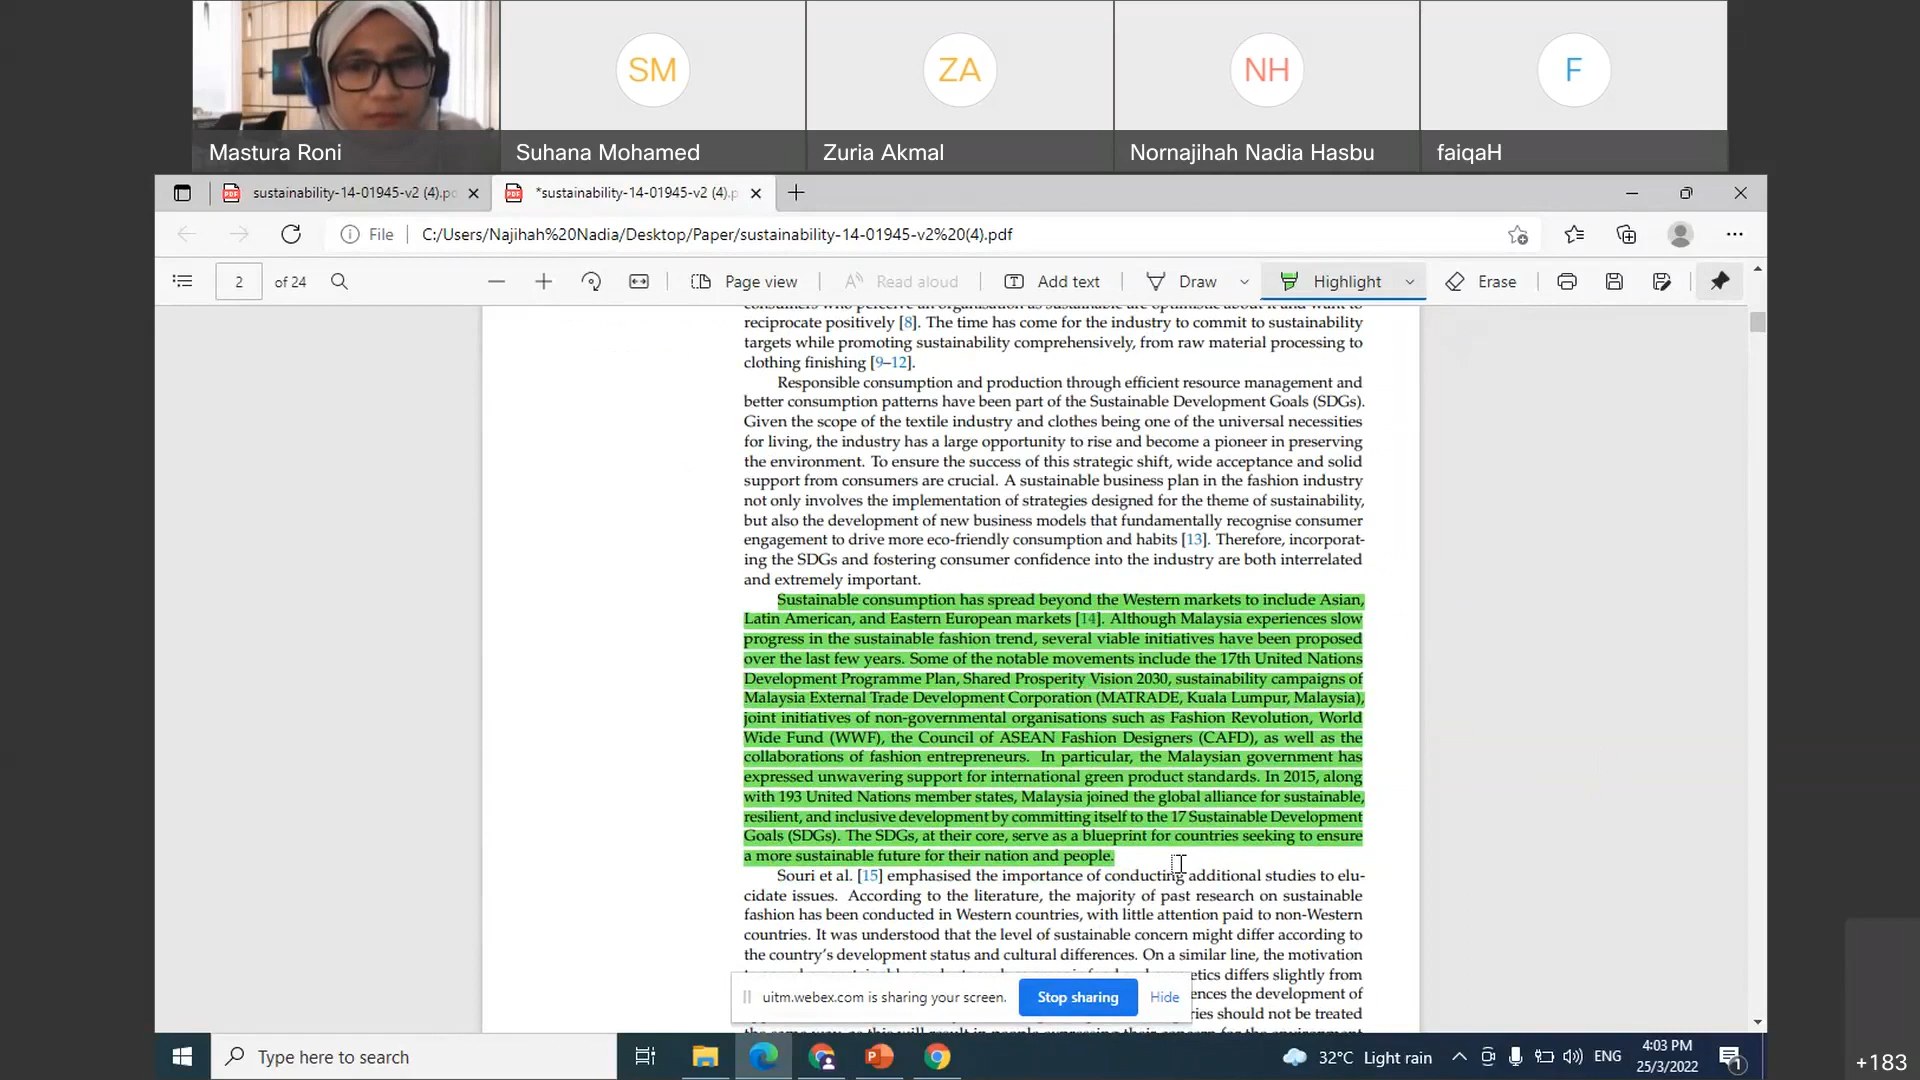 SM
ZA
NH
F
Mastura Roni
Suhana Mohamed
Zuria Akmal
Nornajihah Nadia Hasbu
faiqaH
sustainability-14-01945-v2 (4).p
*sustainability-14-01945-v2 (4).p
File
C:/Users/Najihah%20Nadia/Desktop/Paper/sustainability-14-01945-v2%20(4).pdf
2 of 24
Page view
Read aloud
Add text
Draw
Highlight
Erase
consumers who perceive an organisation as sustainable are optimistic about it and want to
reciprocate positively [8]. The time has come for the industry to commit to sustainability
targets while promoting sustainability comprehensively, from raw material processing to
clothing finishing [9–12].
Responsible consumption and production through efficient resource management and
better consumption patterns have been part of the Sustainable Development Goals (SDGs).
Given the scope of the textile industry and clothes being one of the universal necessities
for living, the industry has a large opportunity to rise and become a pioneer in preserving
the environment. To ensure the success of this strategic shift, wide acceptance and solid
support from consumers are crucial. A sustainable business plan in the fashion industry
not only involves the implementation of strategies designed for the theme of sustainability,
but also the development of new business models that fundamentally recognise consumer
engagement to drive more eco-friendly consumption and habits [13]. Therefore, incorporat-
ing the SDGs and fostering consumer confidence into the industry are both interrelated
and extremely important.
Sustainable consumption has spread beyond the Western markets to include Asian,
Latin American, and Eastern European markets [14]. Although Malaysia experiences slow
progress in the sustainable fashion trend, several viable initiatives have been proposed
over the last few years. Some of the notable movements include the 17th United Nations
Development Programme Plan, Shared Prosperity Vision 2030, sustainability campaigns of
Malaysia External Trade Development Corporation (MATRADE, Kuala Lumpur, Malaysia),
joint initiatives of non-governmental organisations such as Fashion Revolution, World
Wide Fund (WWF), the Council of ASEAN Fashion Designers (CAFD), as well as the
collaborations of fashion entrepreneurs. In particular, the Malaysian government has
expressed unwavering support for international green product standards. In 2015, along
with 193 United Nations member states, Malaysia joined the global alliance for sustainable,
resilient, and inclusive development by committing itself to the 17 Sustainable Development
Goals (SDGs). The SDGs, at their core, serve as a blueprint for countries seeking to ensure
a more sustainable future for their nation and people.
Souri et al. [15] emphasised the importance of conducting additional studies to elu-
cidate issues. According to the literature, the majority of past research on sustainable
fashion has been conducted in Western countries, with little attention paid to non-Western
countries. It was understood that the level of sustainable concern might differ according to
the country's development status and cultural differences. On a similar line, the motivation
differs slightly from
the development of
should not be treated
uitm.webex.com is sharing your screen.
Stop sharing
Hide
Type here to search
32°C Light rain
ENG
4:03 PM
25/3/2022
1
+183